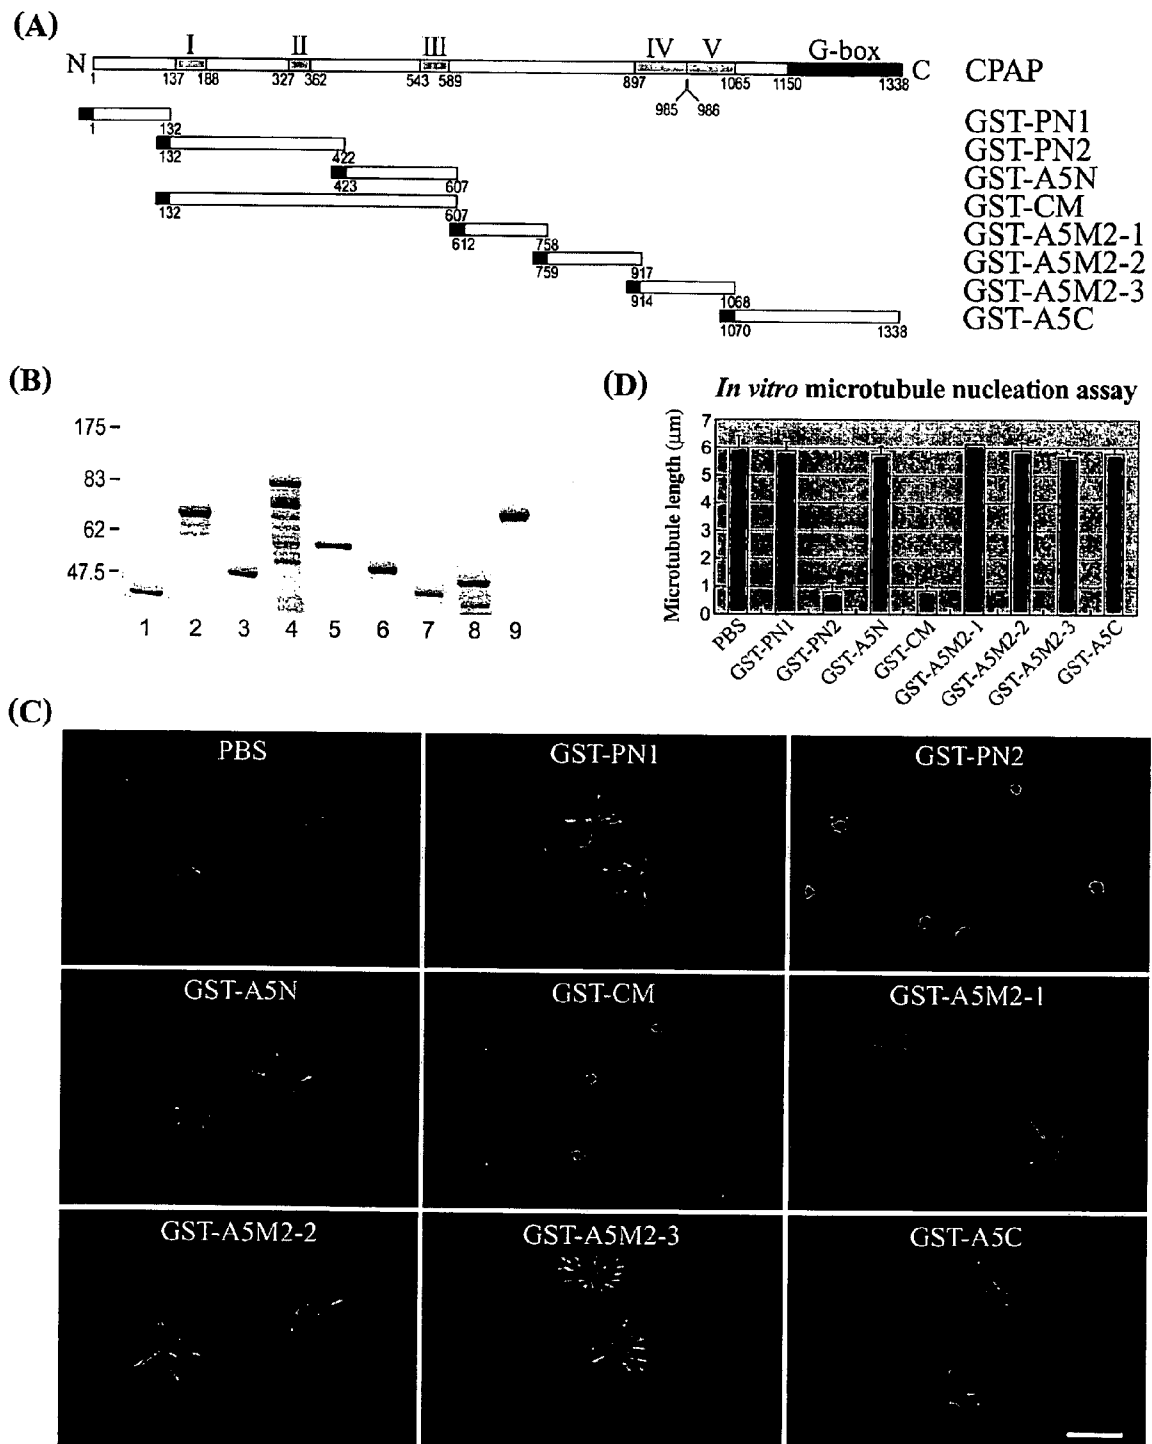 (A)
I II III IV V G-box
N C CPAP
1 137 188 327 362 543 589 897 1065 1150 1338
985 986
1 132 GST-PN1
132 422 GST-PN2
423 607 GST-A5N
132 607 GST-CM
612 758 GST-A5M2-1
759 917 GST-A5M2-2
914 1068 GST-A5M2-3
1070 1338 GST-A5C
(B)
175
83
62
47.5
1 2 3 4 5 6 7 8 9
(D)
In vitro microtubule nucleation assay
Microtubule length (μm)
7
6
5
4
3
2
1
0
PBS
GST-PN1
GST-PN2
GST-A5N
GST-CM
GST-A5M2-1
GST-A5M2-2
GST-A5M2-3
GST-A5C
(C)
PBS GST-PN1 GST-PN2
GST-A5N GST-CM GST-A5M2-1
GST-A5M2-2 GST-A5M2-3 GST-A5C